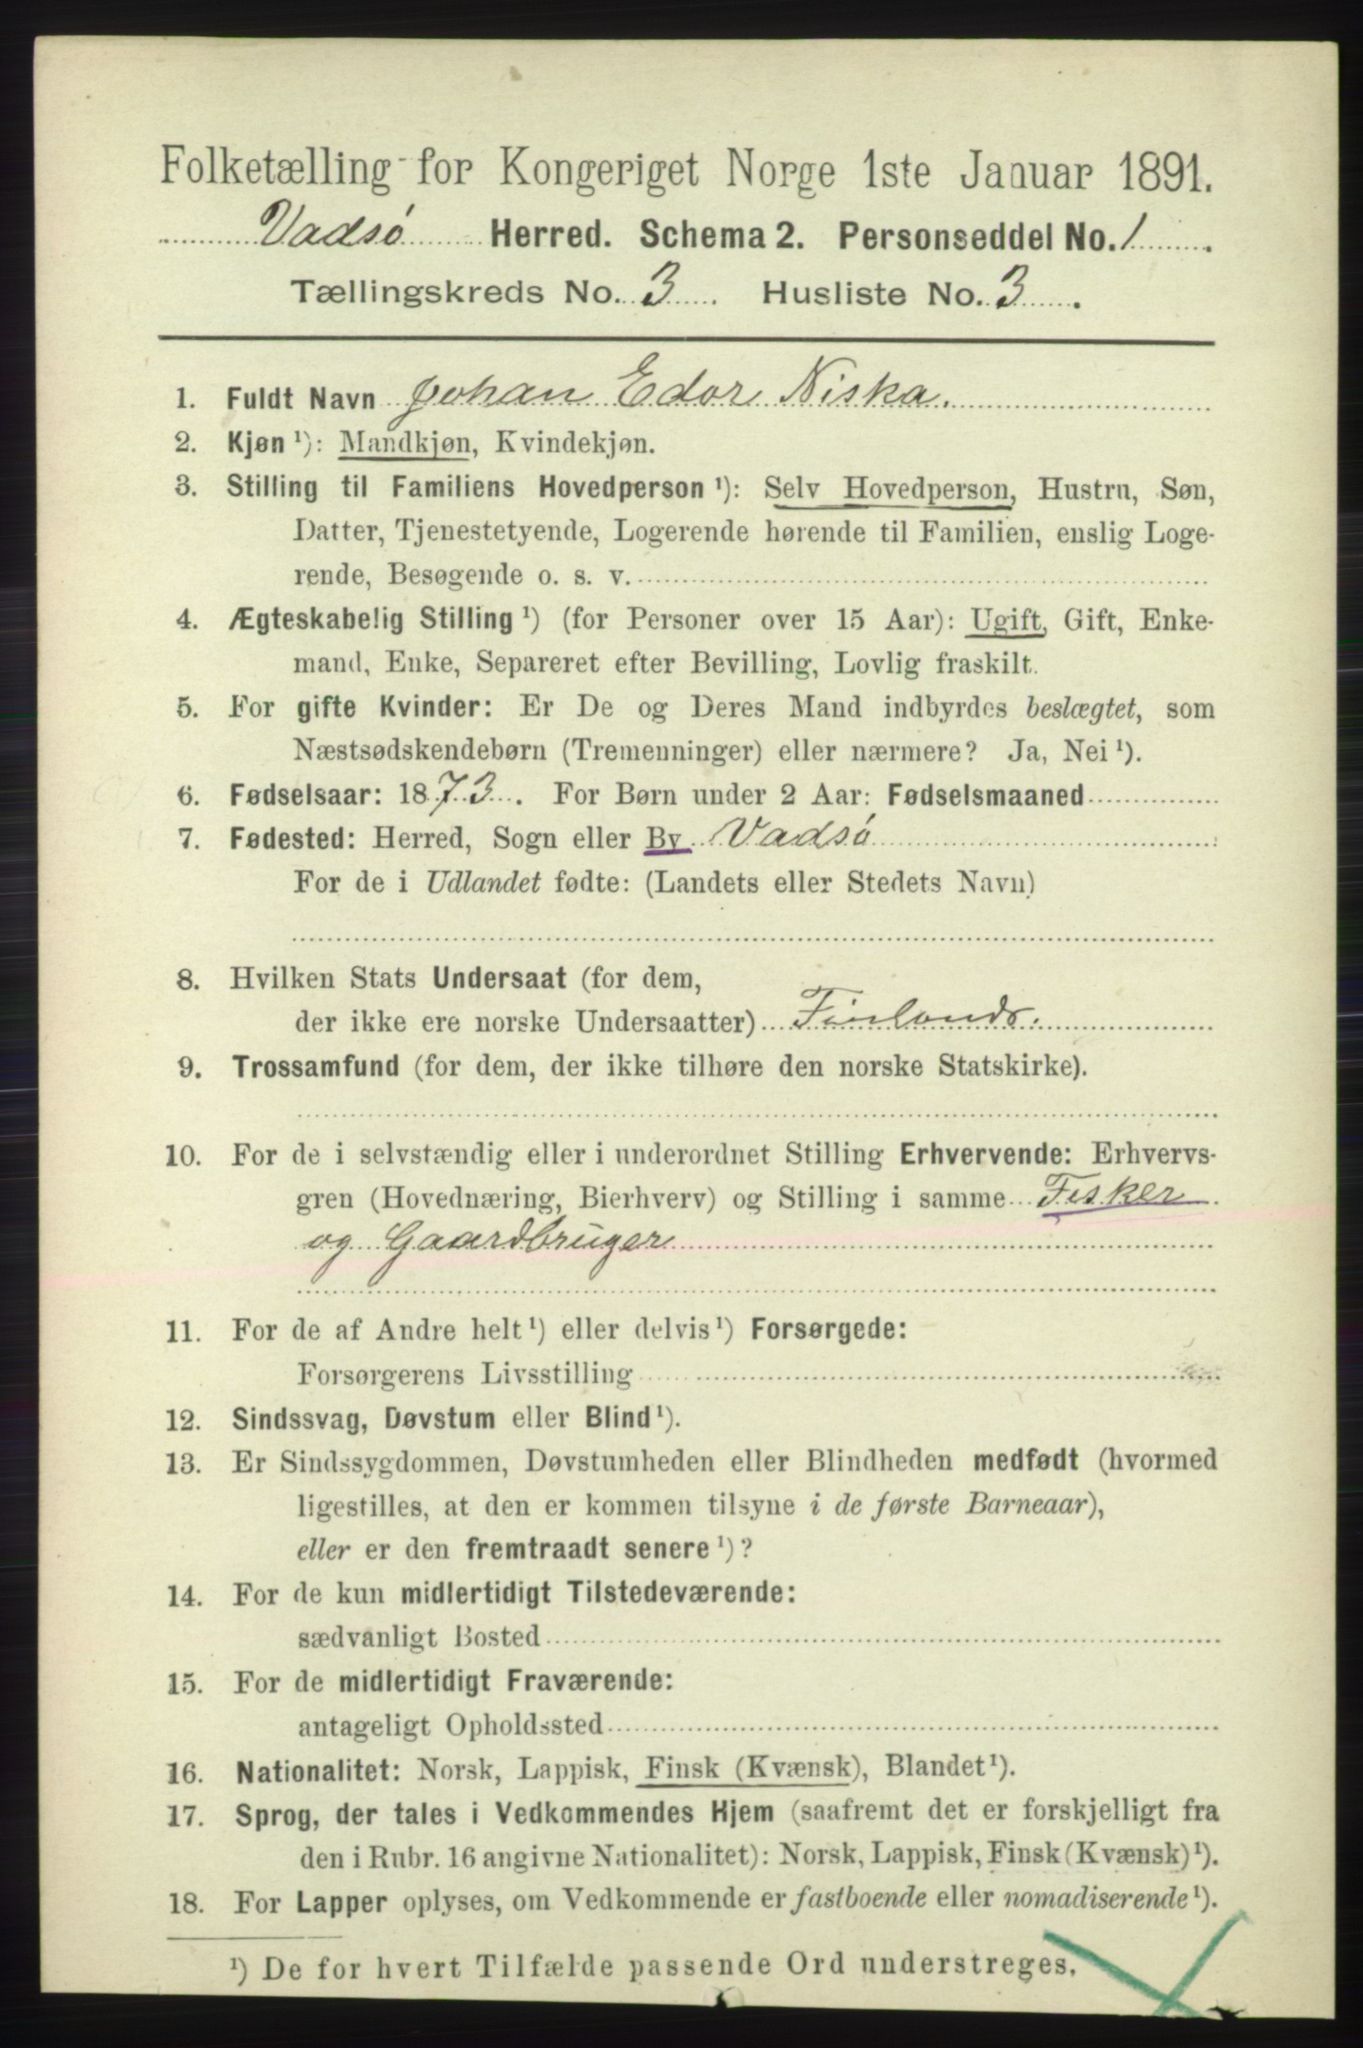 Folketælling for Kongeriget Norge 1ste Januar 1891.
Vadsø Herred. Schema 2. Personseddel No. 1.
Tællingskreds No. 3. Husliste No. 3.
1. Fuldt Navn Johan Edor Niska.
2. Kjøn ¹): Mandkjøn, Kvindekjøn.
3. Stilling til Familiens Hovedperson ¹): Selv Hovedperson, Hustru, Søn,
Datter, Tjenestetyende, Logerende hørende til Familien, enslig Loge-
rende, Besøgende o. s. v.
4. Ægteskabelig Stilling ¹) (for Personer over 15 Aar): Ugift, Gift, Enke-
mand, Enke, Separeret efter Bevilling, Lovlig fraskilt.
5. For gifte Kvinder: Er De og Deres Mand indbyrdes beslægtet, som
Næstsødskendebørn (Tremenninger) eller nærmere? Ja, Nei ¹).
6. Fødselsaar: 1873. For Børn under 2 Aar: Fødselsmaaned
7. Fødested: Herred, Sogn eller By Vadsø
For de i Udlandet fødte: (Landets eller Stedets Navn)
8. Hvilken Stats Undersaat (for dem,
der ikke ere norske Undersaatter) Finlands.
9. Trossamfund (for dem, der ikke tilhøre den norske Statskirke).
10. For de i selvstændig eller i underordnet Stilling Erhvervende: Erhvervs-
gren (Hovednæring, Bierhverv) og Stilling i samme Fisker
og Gaardbruger
11. For de af Andre helt ¹) eller delvis ¹) Forsørgede:
Forsørgerens Livsstilling
12. Sindssvag, Døvstum eller Blind ¹).
13. Er Sindssygdommen, Døvstumheden eller Blindheden medfødt (hvormed
ligestilles, at den er kommen tilsyne i de første Barneaar),
eller er den fremtraadt senere ¹)?
14. For de kun midlertidigt Tilstedeværende:
sædvanligt Bosted
15. For de midlertidigt Fraværende:
antageligt Opholdssted
16. Nationalitet: Norsk, Lappisk, Finsk (Kvænsk), Blandet ¹).
17. Sprog, der tales i Vedkommendes Hjem (saafremt det er forskjelligt fra
den i Rubr. 16 angivne Nationalitet): Norsk, Lappisk, Finsk (Kvænsk) ¹).
18. For Lapper oplyses, om Vedkommende er fastboende eller nomadiserende ¹).
¹) De for hvert Tilfælde passende Ord understreges.